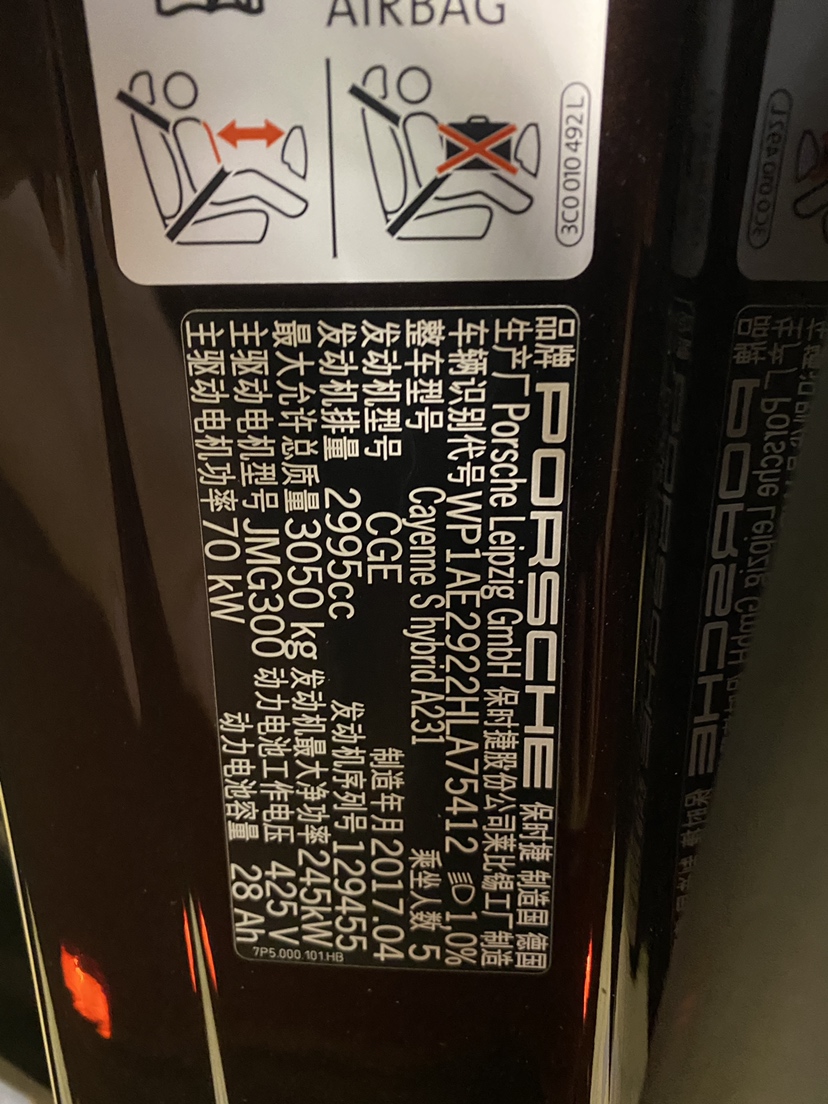 AIRBAG
3C0 010 492 L
品牌 PORSCHE 保时捷 制造国 德国
生产厂 Porsche Leipzig GmbH 保时捷股份公司莱比锡工厂 制造
车辆识别代号 WP1AE2922HLA75412 1.0%
整车型号 Cayenne S hybrid A231 乘坐人数 5
发动机型号 CGE 制造年月 2017.04
发动机排量 2995cc 发动机序列号 129455
最大允许总质量 3050 kg 发动机最大净功率 245kW
主驱动电机型号 JMG300 动力电池工作电压 425 V
主驱动电机功率 70 kW 动力电池容量 28 Ah
7P5.000.101.HB